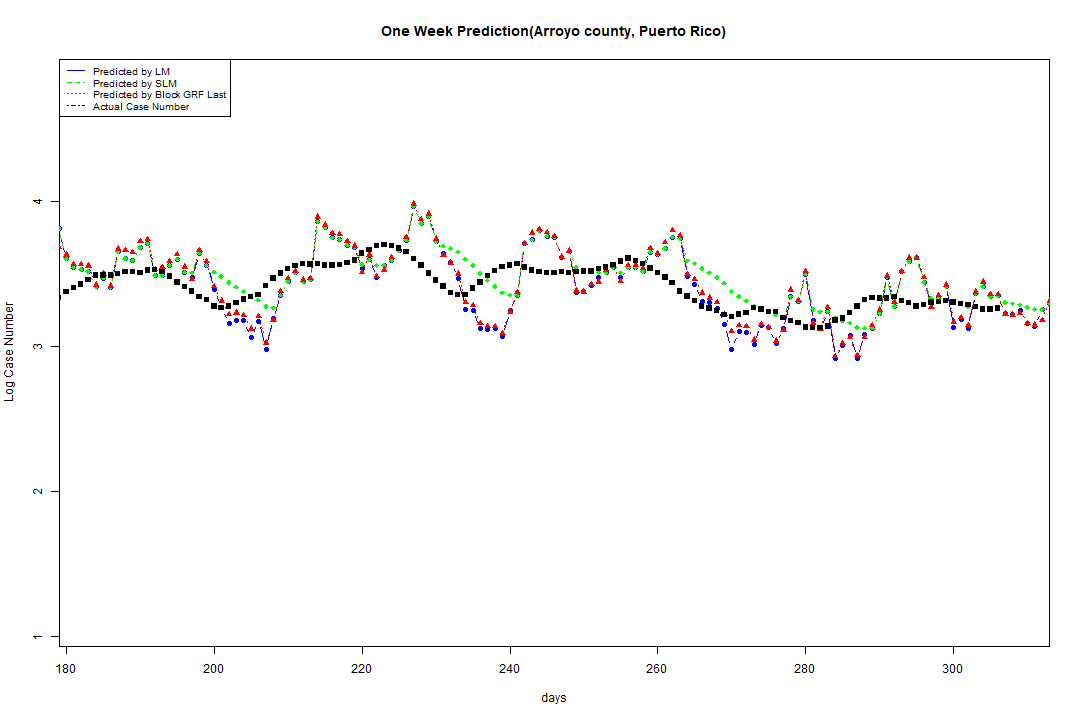 One Week Prediction(Arroyo county, Puerto Rico)
Predicted by LM
Predicted by SLM
Predicted by Block GRF Last
Actual Case Number
Log Case Number
4
3
2
1
180 200 220 240 260 280 300
days